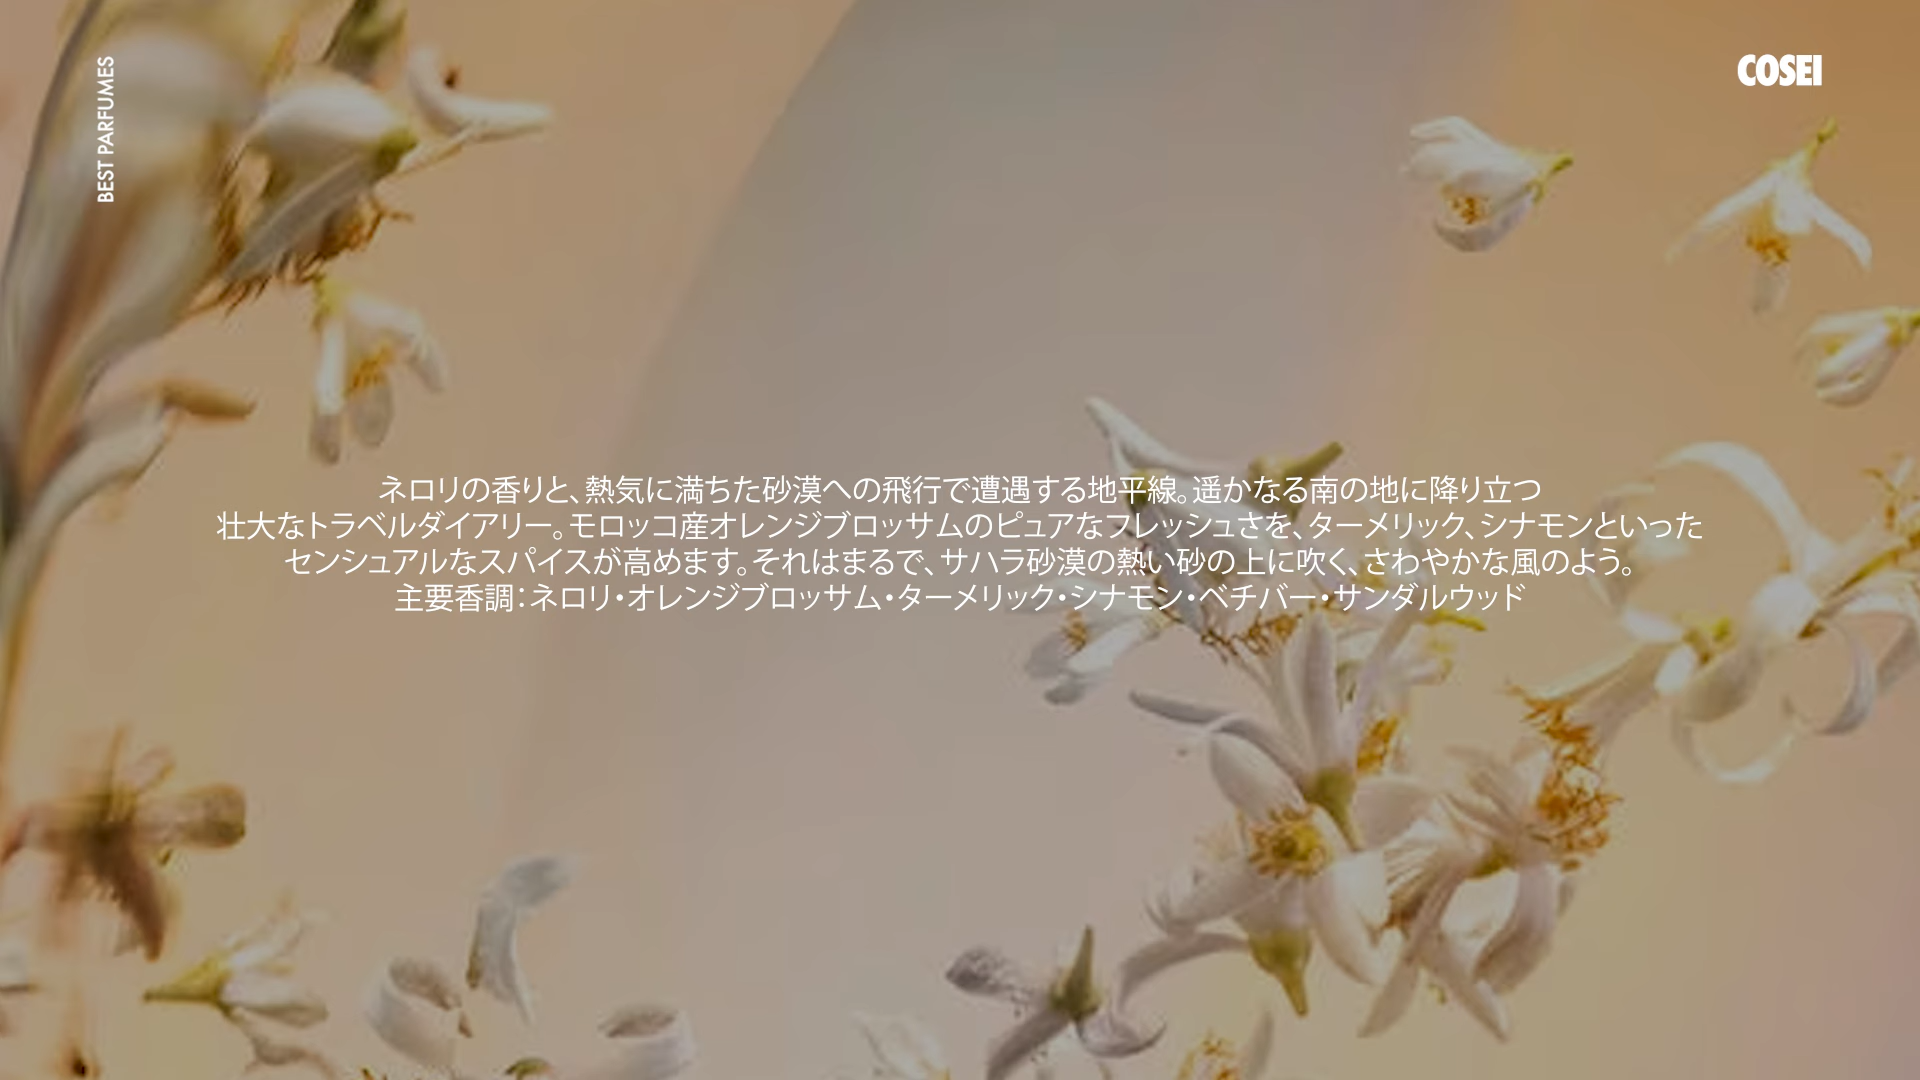 BEST PARFUMES
COSEI
ネロリの香りと、熱気に満ちた砂漠への飛行で遭遇する地平線。遥かなる南の地に降り立つ
壮大なトラベルダイアリー。モロッコ産オレンジブロッサムのピュアなフレッシュさを、ターメリック、シナモンといった
センシュアルなスパイスが高めます。それはまるで、サハラ砂漠の熱い砂の上に吹く、さわやかな風のよう。
主要香調：ネロリ・オレンジブロッサム・ターメリック・シナモン・ベチバー・サンダルウッド